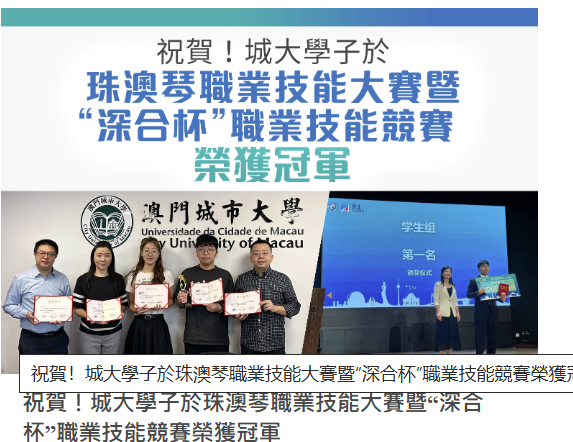 祝賀！城大學子於
珠澳琴職業技能大賽暨
“深合杯”職業技能競賽
榮獲冠軍
澳門城市大學
Universidade da Cidade de Macau
City University of Macau
学生组
第一名
颁奖仪式
祝賀！城大學子於珠澳琴職業技能大賽暨“深合杯”職業技能競賽榮獲冠
祝賀！城大學子於珠澳琴職業技能大賽暨“深合
杯”職業技能競賽榮獲冠軍